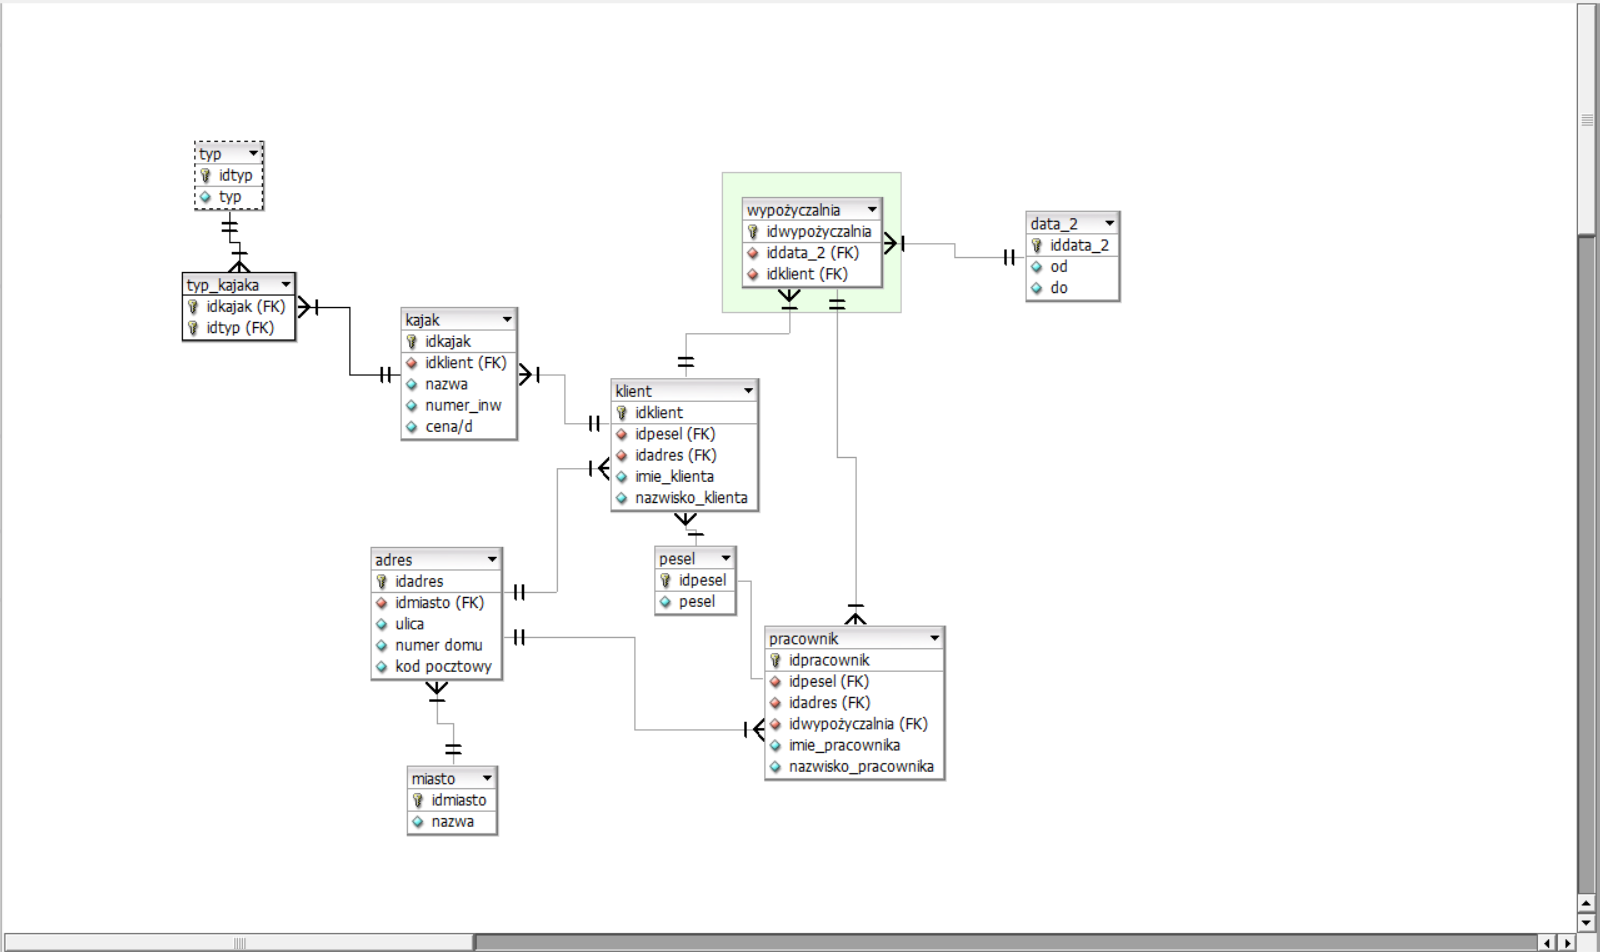 typ
idtyp
typ
typ_kajaka
idkajak (FK)
idtyp (FK)
kajak
idkajak
idklient (FK)
nazwa
numer_inw
cena/d
wypożyczalnia
idwypożyczalnia
iddata_2 (FK)
idklient (FK)
data_2
iddata_2
od
do
klient
idklient
idpesel (FK)
idadres (FK)
imie_klienta
nazwisko_klienta
adres
idadres
idmiasto (FK)
ulica
numer domu
kod pocztowy
pesel
idpesel
pesel
pracownik
idpracownik
idpesel (FK)
idadres (FK)
idwypożyczalnia (FK)
imie_pracownika
nazwisko_pracownika
miasto
idmiasto
nazwa